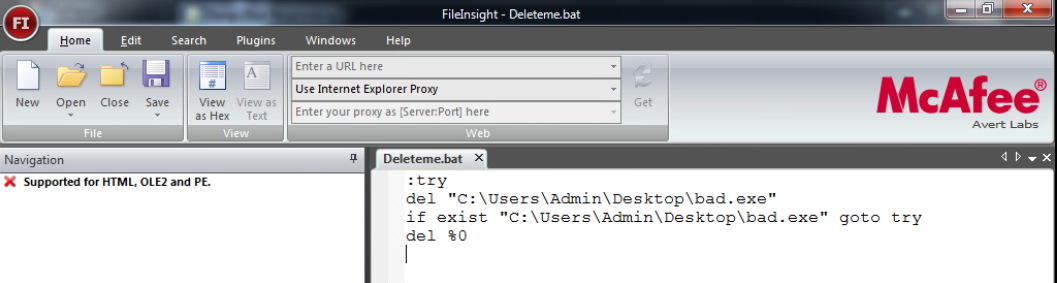 FileInsight - Deleteme.bat
FI
Home Edit Search Plugins Windows Help
New Open Close Save
File
View as Hex View as Text
View
Enter a URL here
Use Internet Explorer Proxy
Enter your proxy as [Server:Port] here
Get
Web
McAfee®
Avert Labs
Navigation
Supported for HTML, OLE2 and PE.
Deleteme.bat
:try
del "C:\Users\Admin\Desktop\bad.exe"
if exist "C:\Users\Admin\Desktop\bad.exe" goto try
del %0